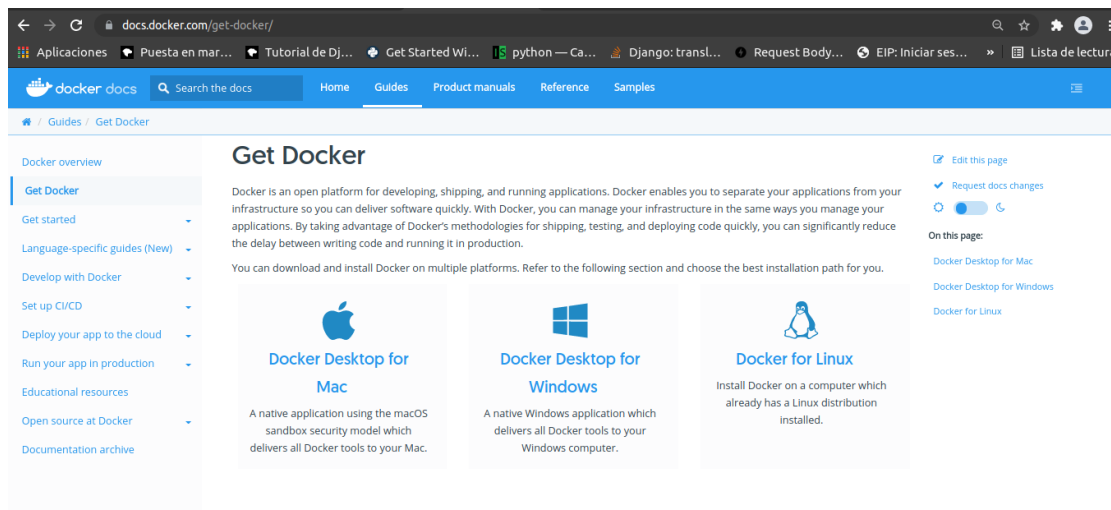 docs.docker.com/get-docker/
Aplicaciones Puesta en mar... Tutorial de Dj... Get Started Wi... python — Ca... Django: transl... Request Body... EIP: Iniciar ses... » Lista de lectura
docker docs Search the docs Home Guides Product manuals Reference Samples
/ Guides / Get Docker
Docker overview
Get Docker
Get started
Language-specific guides (New)
Develop with Docker
Set up CI/CD
Deploy your app to the cloud
Run your app in production
Educational resources
Open source at Docker
Documentation archive
Get Docker
Docker is an open platform for developing, shipping, and running applications. Docker enables you to separate your applications from your
infrastructure so you can deliver software quickly. With Docker, you can manage your infrastructure in the same ways you manage your
applications. By taking advantage of Docker's methodologies for shipping, testing, and deploying code quickly, you can significantly reduce
the delay between writing code and running it in production.
You can download and install Docker on multiple platforms. Refer to the following section and choose the best installation path for you.
Docker Desktop for
Mac
A native application using the macOS
sandbox security model which
delivers all Docker tools to your Mac.
Docker Desktop for
Windows
A native Windows application which
delivers all Docker tools to your
Windows computer.
Docker for Linux
Install Docker on a computer which
already has a Linux distribution
installed.
Edit this page
Request docs changes
On this page:
Docker Desktop for Mac
Docker Desktop for Windows
Docker for Linux